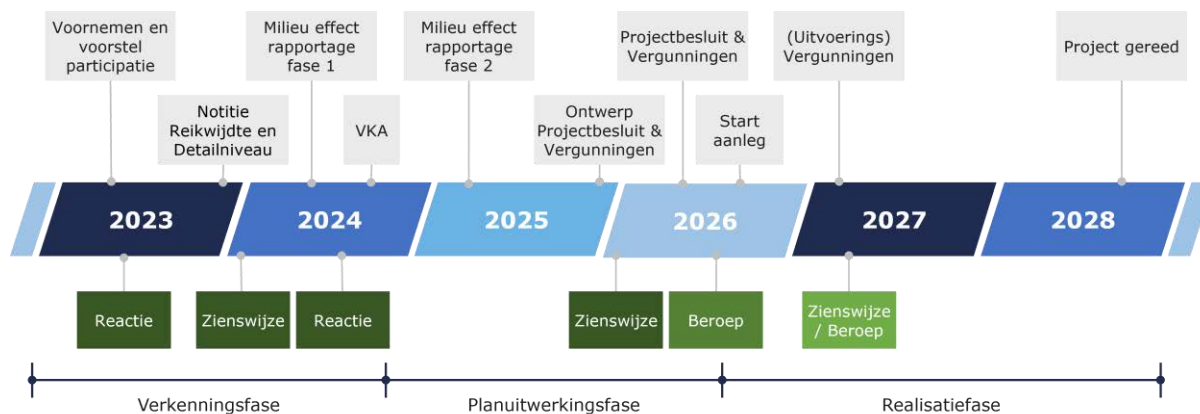 Voornemen en
voorstel
participatie
Notitie
Reikwijdte en
Detailniveau
Milieu effect
rapportage
fase 1
VKA
Milieu effect
rapportage
fase 2
Ontwerp
Projectbesluit &
Vergunningen
Projectbesluit &
Vergunningen
Start
aanleg
(Uitvoerings)
Vergunningen
Project gereed
2023
2024
2025
2026
2027
2028
Reactie
Zienswijze
Reactie
Zienswijze
Beroep
Zienswijze
/ Beroep
Verkenningsfase
Planuitwerkingsfase
Realisatiefase